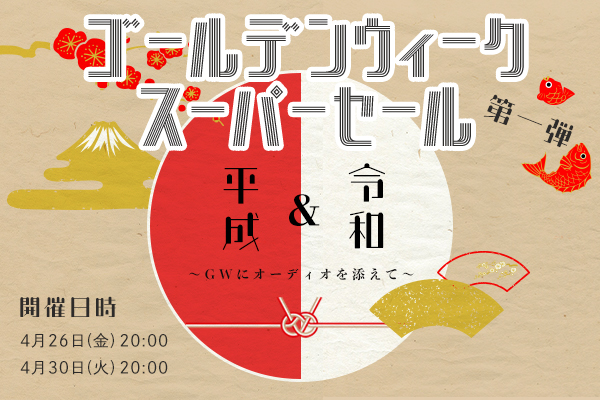 ゴールデンウィーク
スーパーセール
第一弾
平成
&
令和
～GWにオーディオを添えて～
開催日時
4月26日(金) 20:00
4月30日(火) 20:00